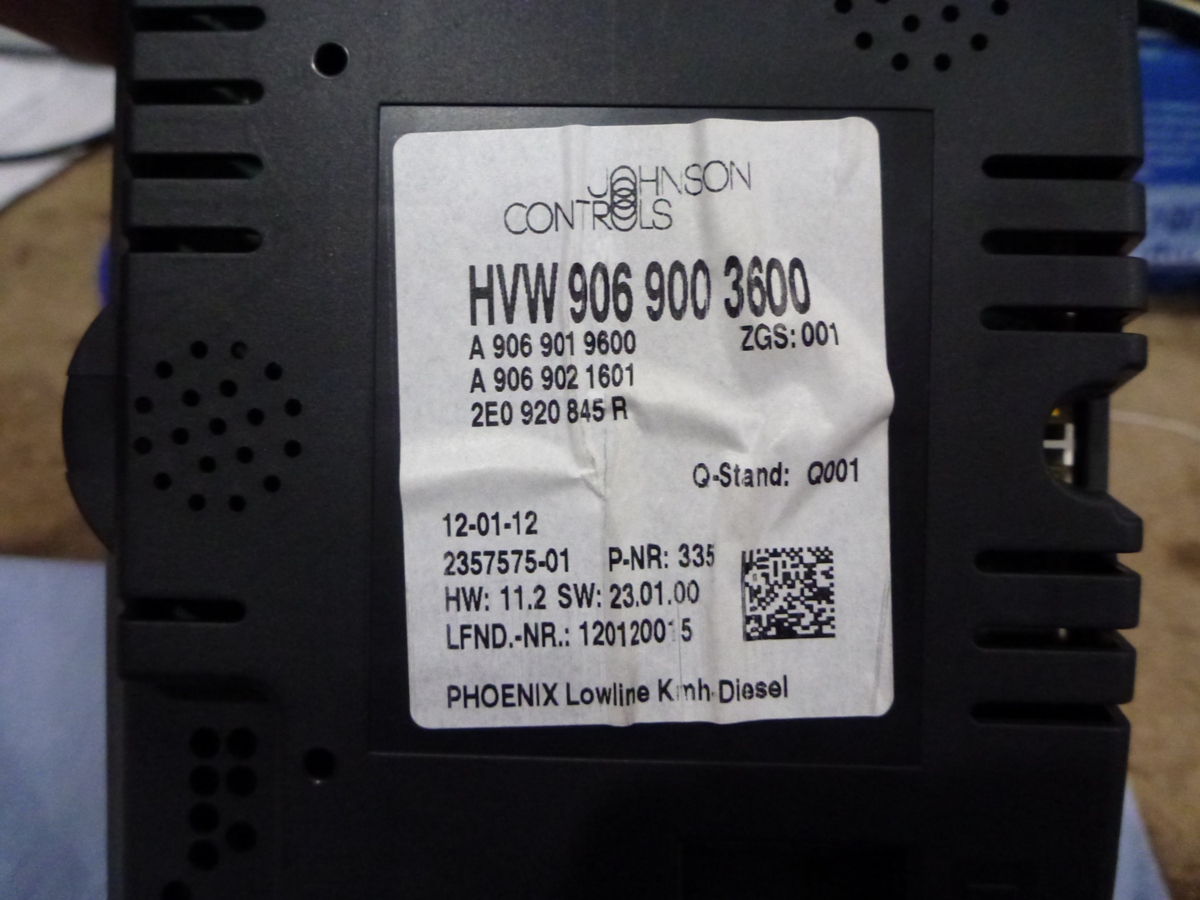 JOHNSON
CONTROLS
HVW 906 900 3600
A 906 901 9600 ZGS: 001
A 906 902 1601
2E0 920 845 R
Q-Stand: Q001
12-01-12
2357575-01 P-NR: 335
HW: 11.2 SW: 23.01.00
LFND.-NR.:
PHOENIX Lowline Kmh-Diesel